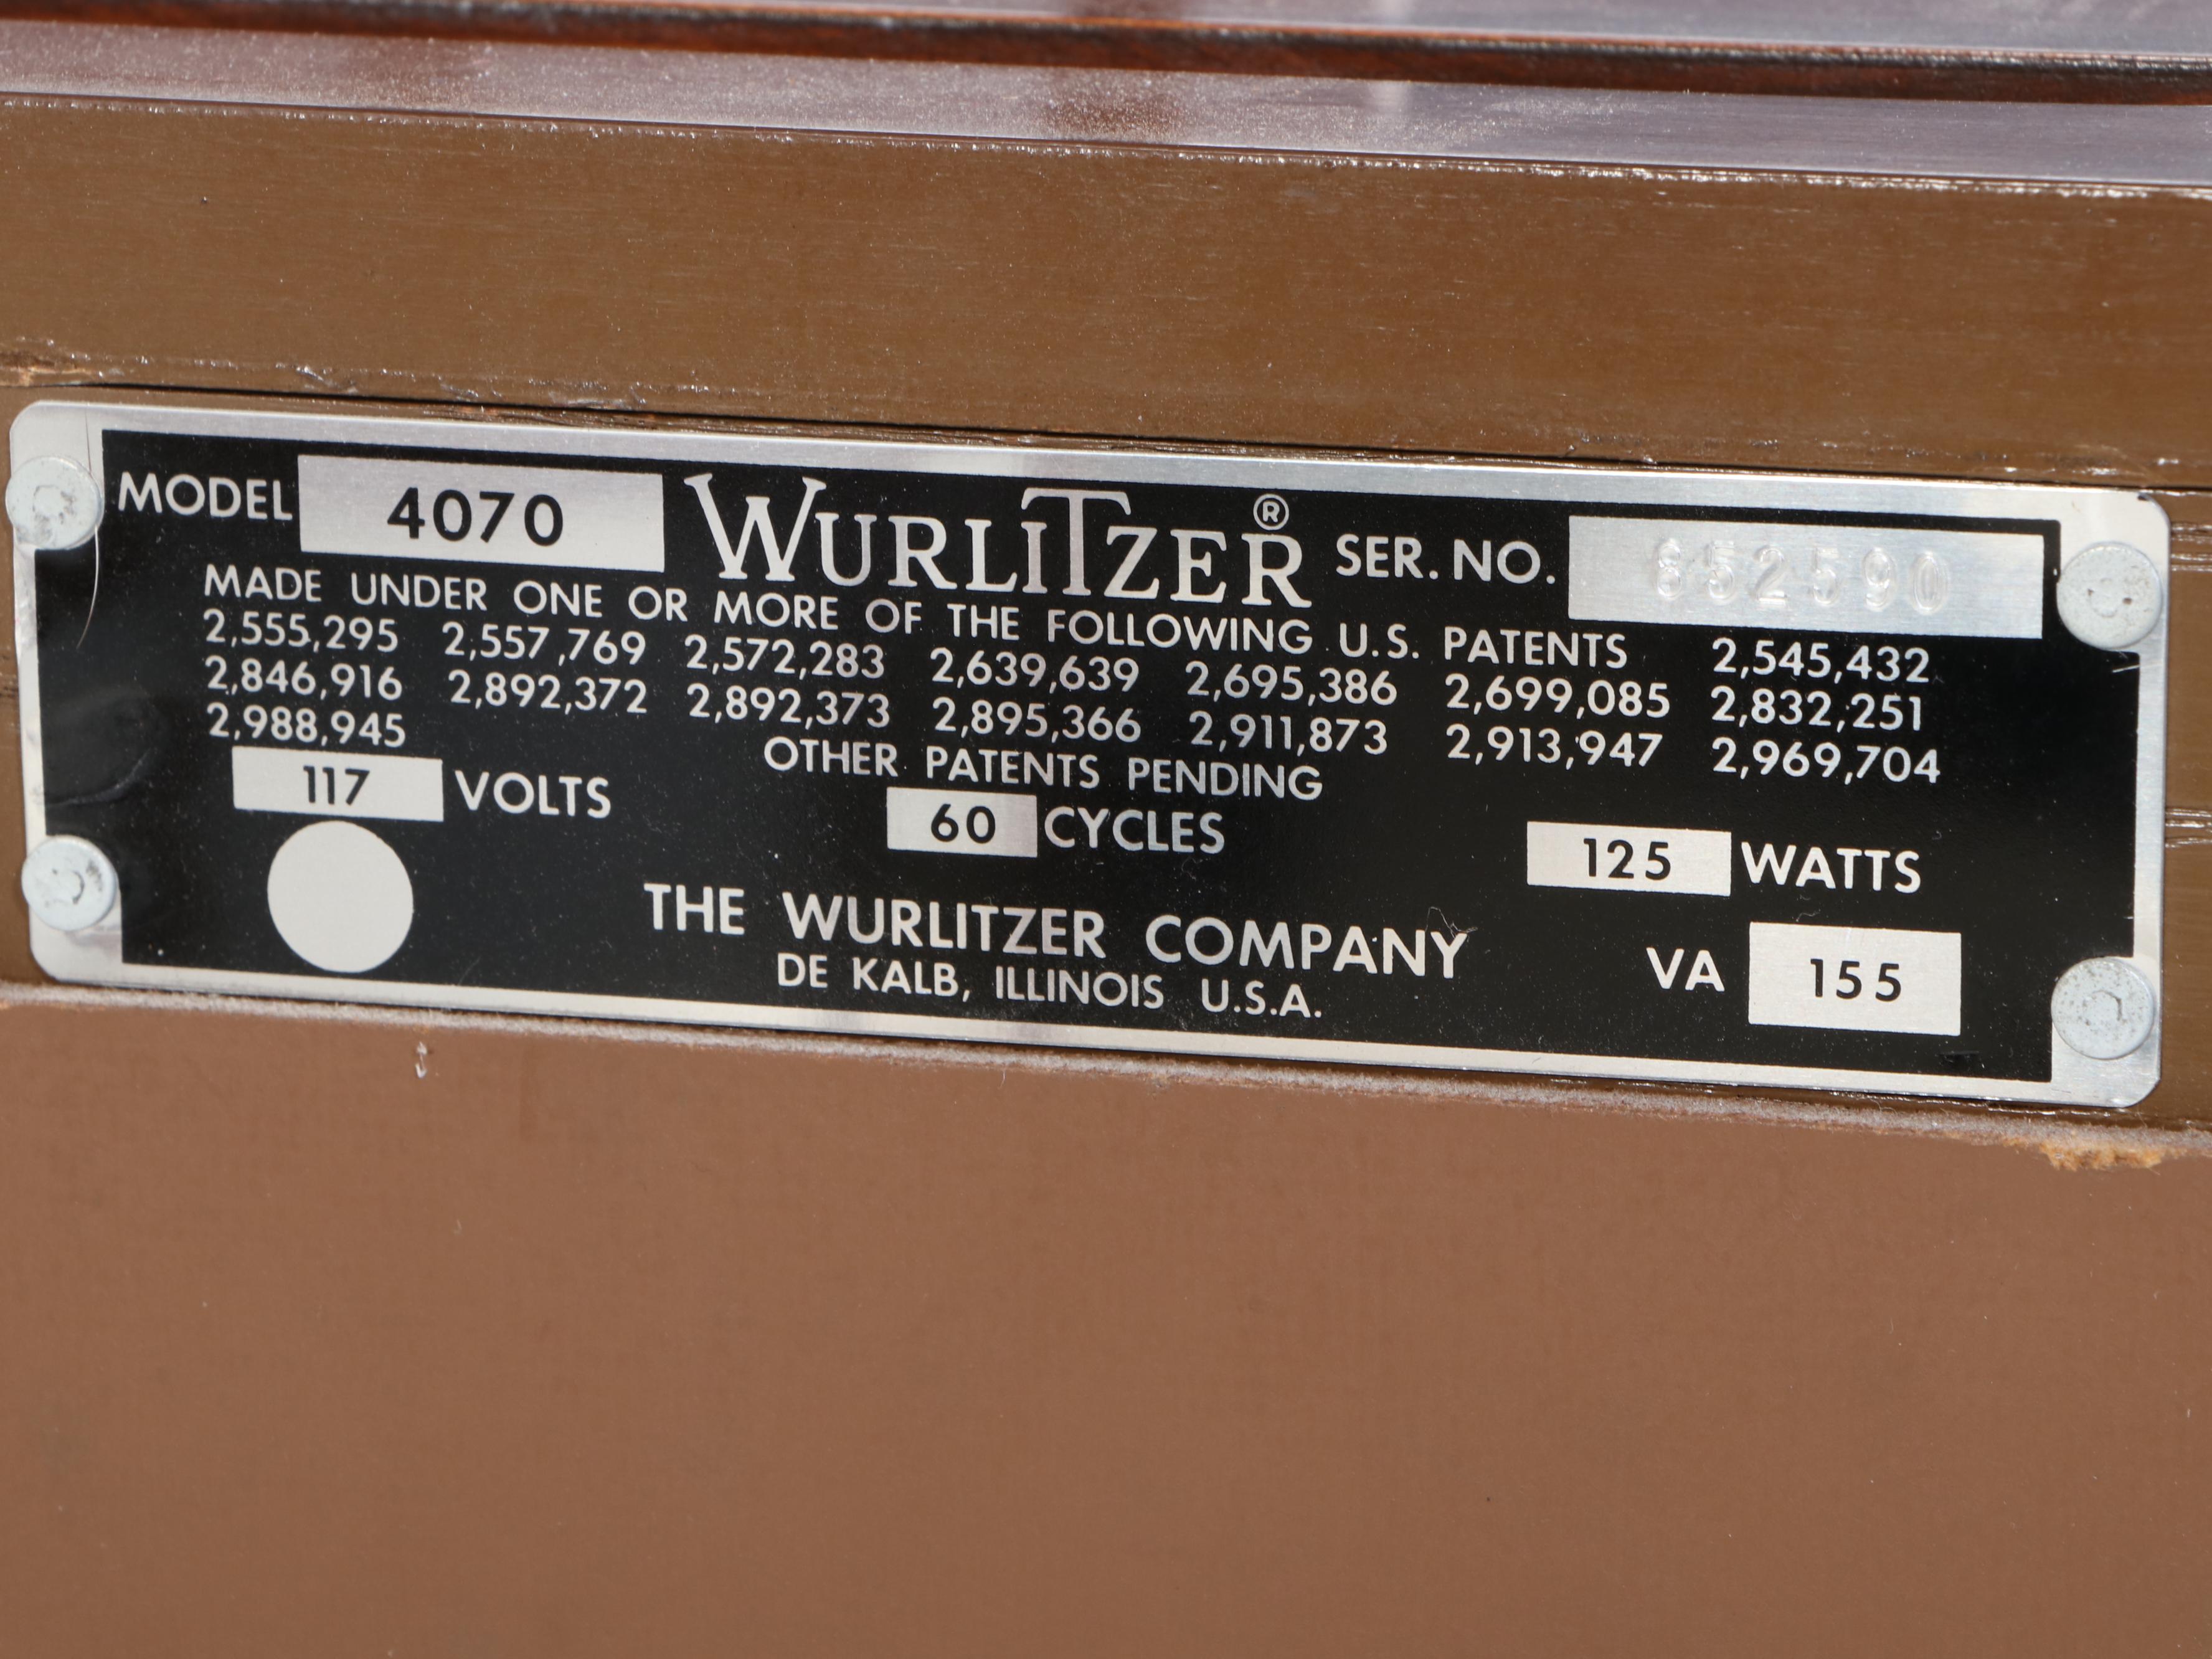 MODEL 4070 WURLITZER® SER. NO. 652590
MADE UNDER ONE OR MORE OF THE FOLLOWING U.S. PATENTS 2,545,432
2,555,295 2,557,769 2,572,283 2,639,639 2,695,386 2,699,085 2,832,251
2,846,916 2,892,372 2,892,373 2,895,366 2,911,873 2,913,947 2,969,704
2,988,945 OTHER PATENTS PENDING
117 VOLTS 60 CYCLES 125 WATTS
THE WURLITZER COMPANY
DE KALB, ILLINOIS U.S.A. VA 155